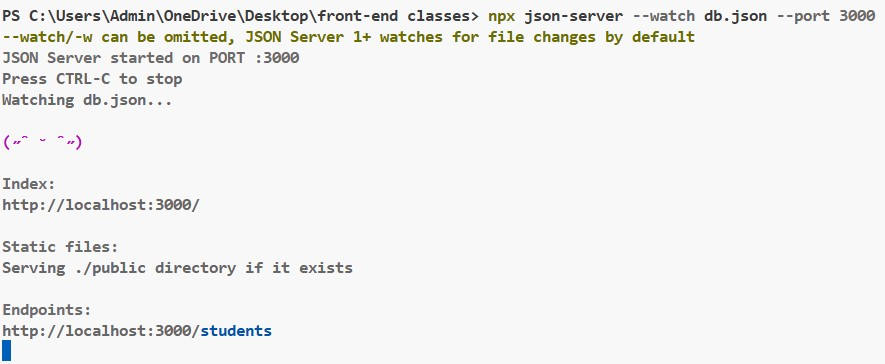 PS C:\Users\Admin\OneDrive\Desktop\front-end classes> npx json-server --watch db.json --port 3000
--watch/-w can be omitted, JSON Server 1+ watches for file changes by default
JSON Server started on PORT :3000
Press CTRL-C to stop
Watching db.json...
(˶ᵔ ᵕ ᵔ˶)
Index:
http://localhost:3000/
Static files:
Serving ./public directory if it exists
Endpoints:
http://localhost:3000/students